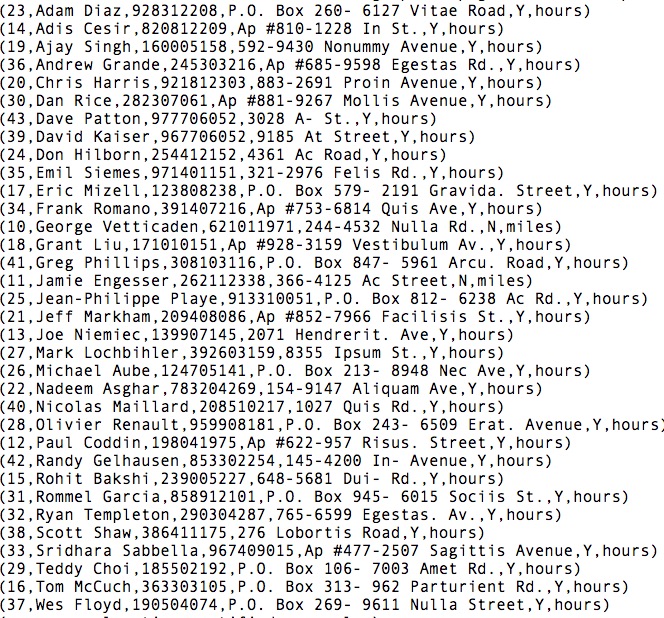 (23,Adam Diaz,928312208,P.O. Box 260- 6127 Vitae Road,Y,hours)
(14,Adis Cesir,820812209,Ap #810-1228 In St.,Y,hours)
(19,Ajay Singh,160005158,592-9430 Nonummy Avenue,Y,hours)
(36,Andrew Grande,245303216,Ap #685-9598 Egestas Rd.,Y,hours)
(20,Chris Harris,921812303,883-2691 Proin Avenue,Y,hours)
(30,Dan Rice,282307061,Ap #881-9267 Mollis Avenue,Y,hours)
(43,Dave Patton,977706052,3028 A- St.,Y,hours)
(39,David Kaiser,967706052,9185 At Street,Y,hours)
(24,Don Hilborn,254412152,4361 Ac Road,Y,hours)
(35,Emil Siemes,971401151,321-2976 Felis Rd.,Y,hours)
(17,Eric Mizell,123808238,P.O. Box 579- 2191 Gravida. Street,Y,hours)
(34,Frank Romano,391407216,Ap #753-6814 Quis Ave,Y,hours)
(10,George Vetticaden,621011971,244-4532 Nulla Rd.,N,miles)
(18,Grant Liu,171010151,Ap #928-3159 Vestibulum Av.,Y,hours)
(41,Greg Phillips,308103116,P.O. Box 847- 5961 Arcu. Road,Y,hours)
(11,Jamie Engesser,262112338,366-4125 Ac Street,N,miles)
(25,Jean-Philippe Playe,913310051,P.O. Box 812- 6238 Ac Rd.,Y,hours)
(21,Jeff Markham,209408086,Ap #852-7966 Facilisis St.,Y,hours)
(13,Joe Niemiec,139907145,2071 Hendrerit. Ave,Y,hours)
(27,Mark Lochbihler,392603159,8355 Ipsum St.,Y,hours)
(26,Michael Aube,124705141,P.O. Box 213- 8948 Nec Ave,Y,hours)
(22,Nadeem Asghar,783204269,154-9147 Aliquam Ave,Y,hours)
(40,Nicolas Maillard,208510217,1027 Quis Rd.,Y,hours)
(28,Olivier Renault,959908181,P.O. Box 243- 6509 Erat. Avenue,Y,hours)
(12,Paul Coddin,198041975,Ap #622-957 Risus. Street,Y,hours)
(42,Randy Gelhausen,853302254,145-4200 In- Avenue,Y,hours)
(15,Rohit Bakshi,239005227,648-5681 Dui- Rd.,Y,hours)
(31,Rommel Garcia,858912101,P.O. Box 945- 6015 Sociis St.,Y,hours)
(32,Ryan Templeton,290304287,765-6599 Egestas. Av.,Y,hours)
(38,Scott Shaw,386411175,276 Lobortis Road,Y,hours)
(33,Sridhara Sabbella,967409015,Ap #477-2507 Sagittis Avenue,Y,hours)
(29,Teddy Choi,185502192,P.O. Box 106- 7003 Amet Rd.,Y,hours)
(16,Tom McCuch,363303105,P.O. Box 313- 962 Parturient Rd.,Y,hours)
(37,Wes Floyd,190504074,P.O. Box 269- 9611 Nulla Street,Y,hours)